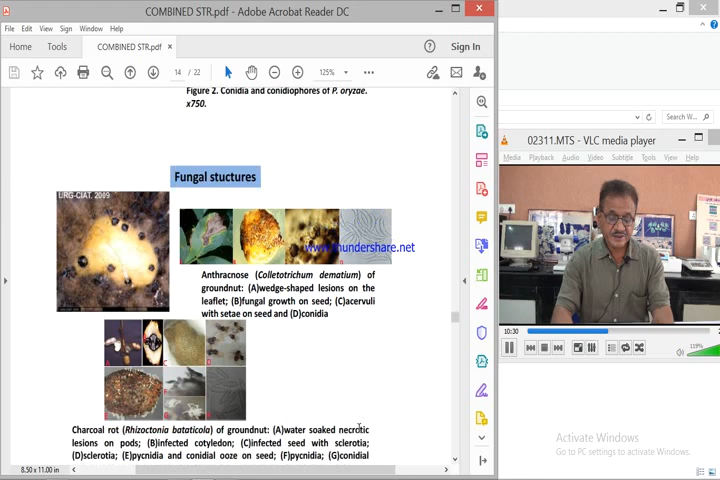 COMBINED STR.pdf - Adobe Acrobat Reader DC
File Edit View Sign Window Help
Home Tools COMBINED STR.pdf × Sign In
14 / 22 125%
Figure 2. Conidia and conidiophores of P. oryzae.
x750.
Fungal stuctures
URG-CIAT. 2009
www.thundershare.net
Anthracnose (Colletotrichum dematium) of
groundnut: (A)wedge-shaped lesions on the
leaflet; (B)fungal growth on seed; (C)acervuli
with setae on seed and (D)conidia
Charcoal rot (Rhizoctonia bataticola) of groundnut: (A)water soaked necrotic
lesions on pods; (B)infected cotyledon; (C)infected seed with sclerotia;
(D)sclerotia; (E)pycnidia and conidial ooze on seed; (F)pycnidia; (G)conidial
8.50 x 11.00 in
Search W...
02311.MTS - VLC media player
Media Playback Audio Video Subtitle Tools View Help
10:30
119%
Activate Windows
Go to PC settings to activate Windows.